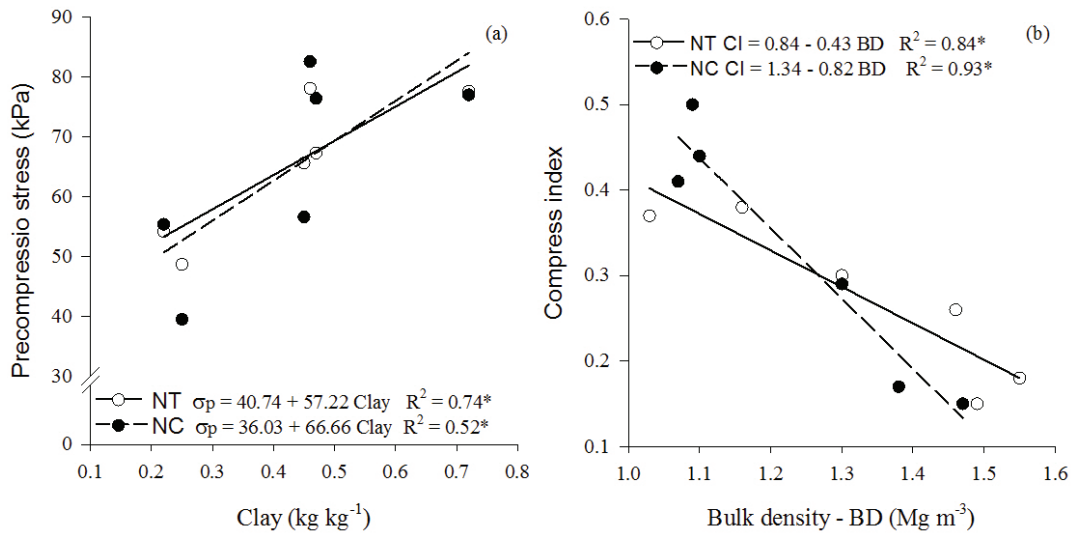 (a)
Precompressio stress (kPa)
90
80
70
60
50
40
30
0
NT σp = 40.74 + 57.22 Clay R² = 0.74*
NC σp = 36.03 + 66.66 Clay R² = 0.52*
0.1 0.2 0.3 0.4 0.5 0.6 0.7 0.8
Clay (kg kg⁻¹)
(b)
NT CI = 0.84 - 0.43 BD R² = 0.84*
NC CI = 1.34 - 0.82 BD R² = 0.93*
Compress index
0.6
0.5
0.4
0.3
0.2
0.1
1.0 1.1 1.2 1.3 1.4 1.5 1.6
Bulk density - BD (Mg m⁻³)